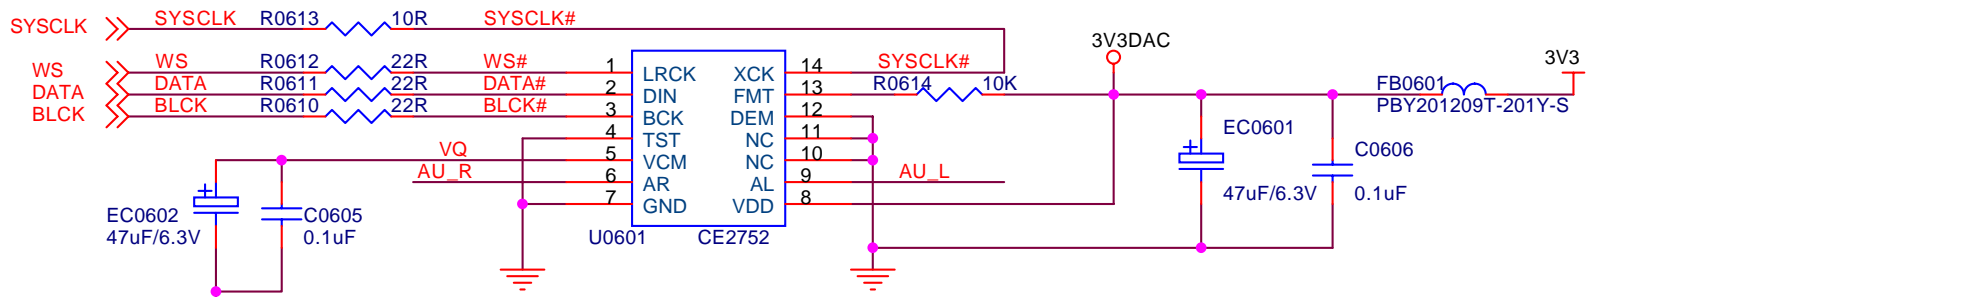 SYSCLK SYSCLK R0613 10R SYSCLK#
3V3DAC
3V3
WS WS R0612 22R WS# 1 LRCK XCK 14 SYSCLK#
DATA DATA R0611 22R DATA# 2 DIN FMT 13 R0614 10K FB0601
BLCK BLCK R0610 22R BLCK# 3 BCK DEM 12 PBY201209T-201Y-S
4 TST NC 11 EC0601
VQ 5 VCM NC 10 C0606
AU_R 6 AR AL 9 AU_L 47uF/6.3V 0.1uF
7 GND VDD 8
EC0602 C0605
47uF/6.3V 0.1uF
U0601 CE2752